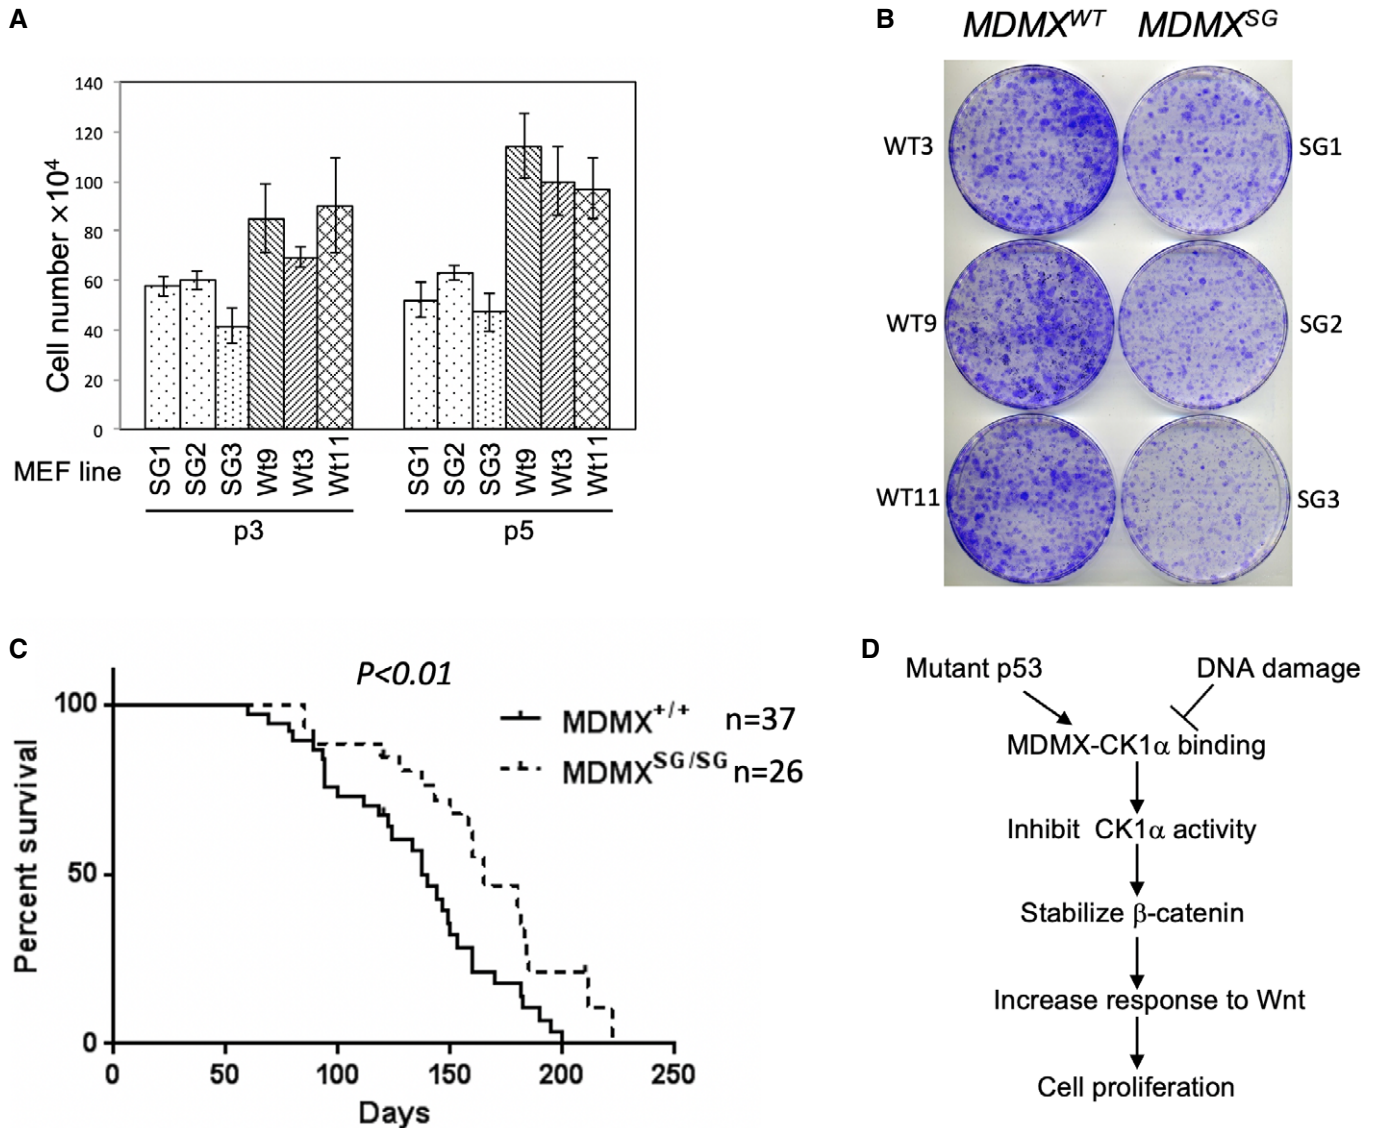 A
140
120
100
80
60
40
20
0
Cell number ×10⁴
MEF line
SG1 SG2 SG3 Wt9 Wt3 Wt11 SG1 SG2 SG3 Wt9 Wt3 Wt11
p3 p5
B
MDMX^WT MDMX^SG
WT3 SG1
WT9 SG2
WT11 SG3
C
P<0.01
MDMX^+/+ n=37
MDMX^SG/SG n=26
100
50
0
Percent survival
0 50 100 150 200 250
Days
D
Mutant p53 DNA damage
MDMX-CK1α binding
Inhibit CK1α activity
Stabilize β-catenin
Increase response to Wnt
Cell proliferation